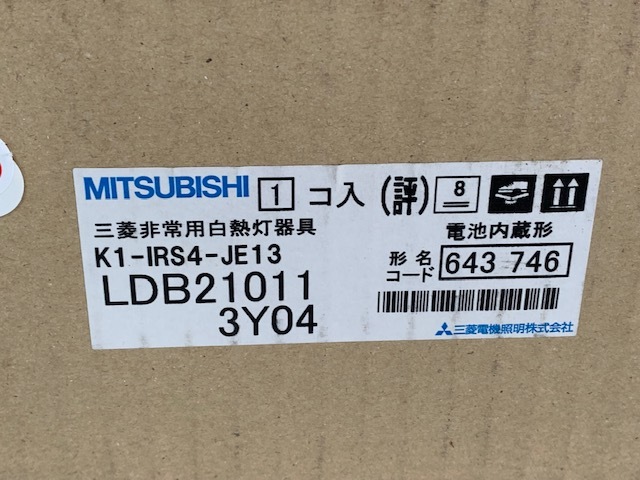 MITSUBISHI 1 コ入 (評) 8
三菱非常用白熱灯器具 電池内蔵形
K1-IRS4-JE13 形名コード 643 746
LDB21011
3Y04
三菱電機照明株式会社